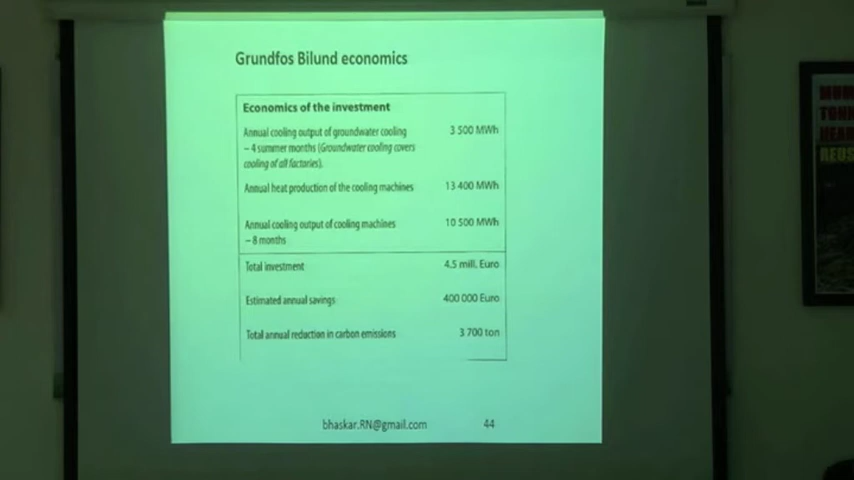 Grundfos Bilund economics
Economics of the investment
Annual cooling output of groundwater cooling 3 500 MWh
– 4 summer months (Groundwater cooling covers
cooling of all factories).
Annual heat production of the cooling machines 13 400 MWh
Annual cooling output of cooling machines 10 500 MWh
– 8 months
Total investment 4.5 mill. Euro
Estimated annual savings 400 000 Euro
Total annual reduction in carbon emissions 3 700 ton
bhaskar.RN@gmail.com 44
REUS